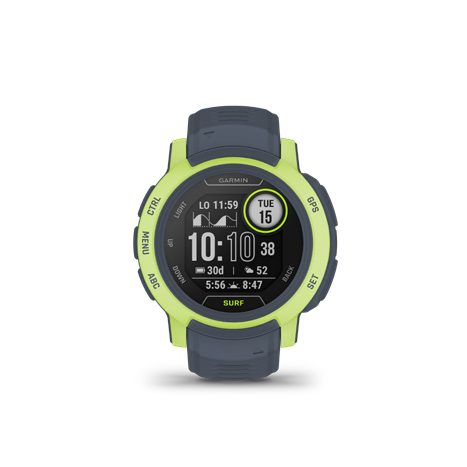 GARMIN
LO 11:59
TUE
15
10:10 38
30d 52
5:56 8:47
SURF
LIGHT
UP
DOWN
BACK
CTRL
MENU
ABC
GPS
SET